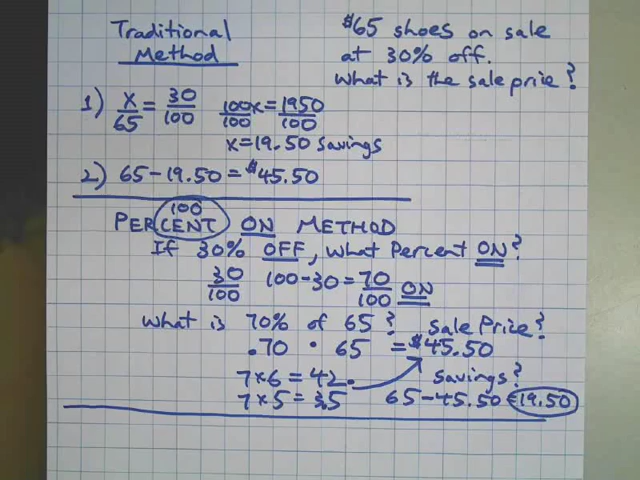 Traditional
Method
$65 shoes on sale
at 30% off.
What is the sale price?
1) x/65 = 30/100 100x/100 = 1950/100
x = 19.50 Savings
2) 65 - 19.50 = $45.50
100
PERCENT ON METHOD
If 30% OFF, What Percent ON?
30/100 100 - 30 = 70/100 ON
What is 70% of 65? Sale Price?
.70 • 65 = $45.50
7 x 6 = 42. Savings?
7 x 5 = 3.5 65 - 45.50 = 19.50